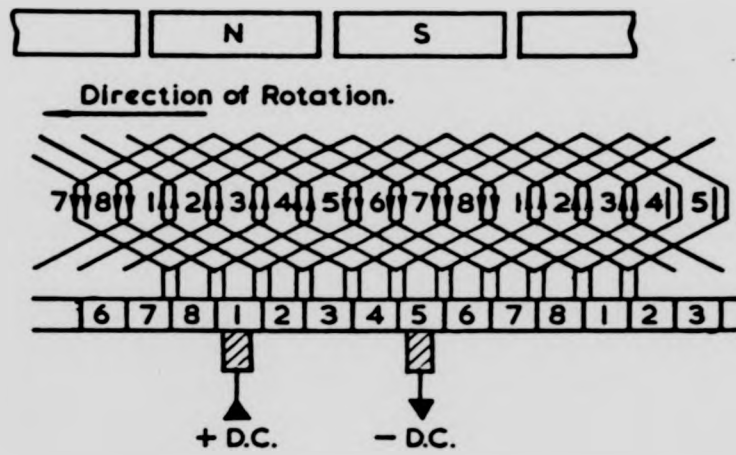 N S
Direction of Rotation.
7 8 1 2 3 4 5 6 7 8 1 2 3 4 5
6 7 8 1 2 3 4 5 6 7 8 1 2 3
+ D.C. − D.C.